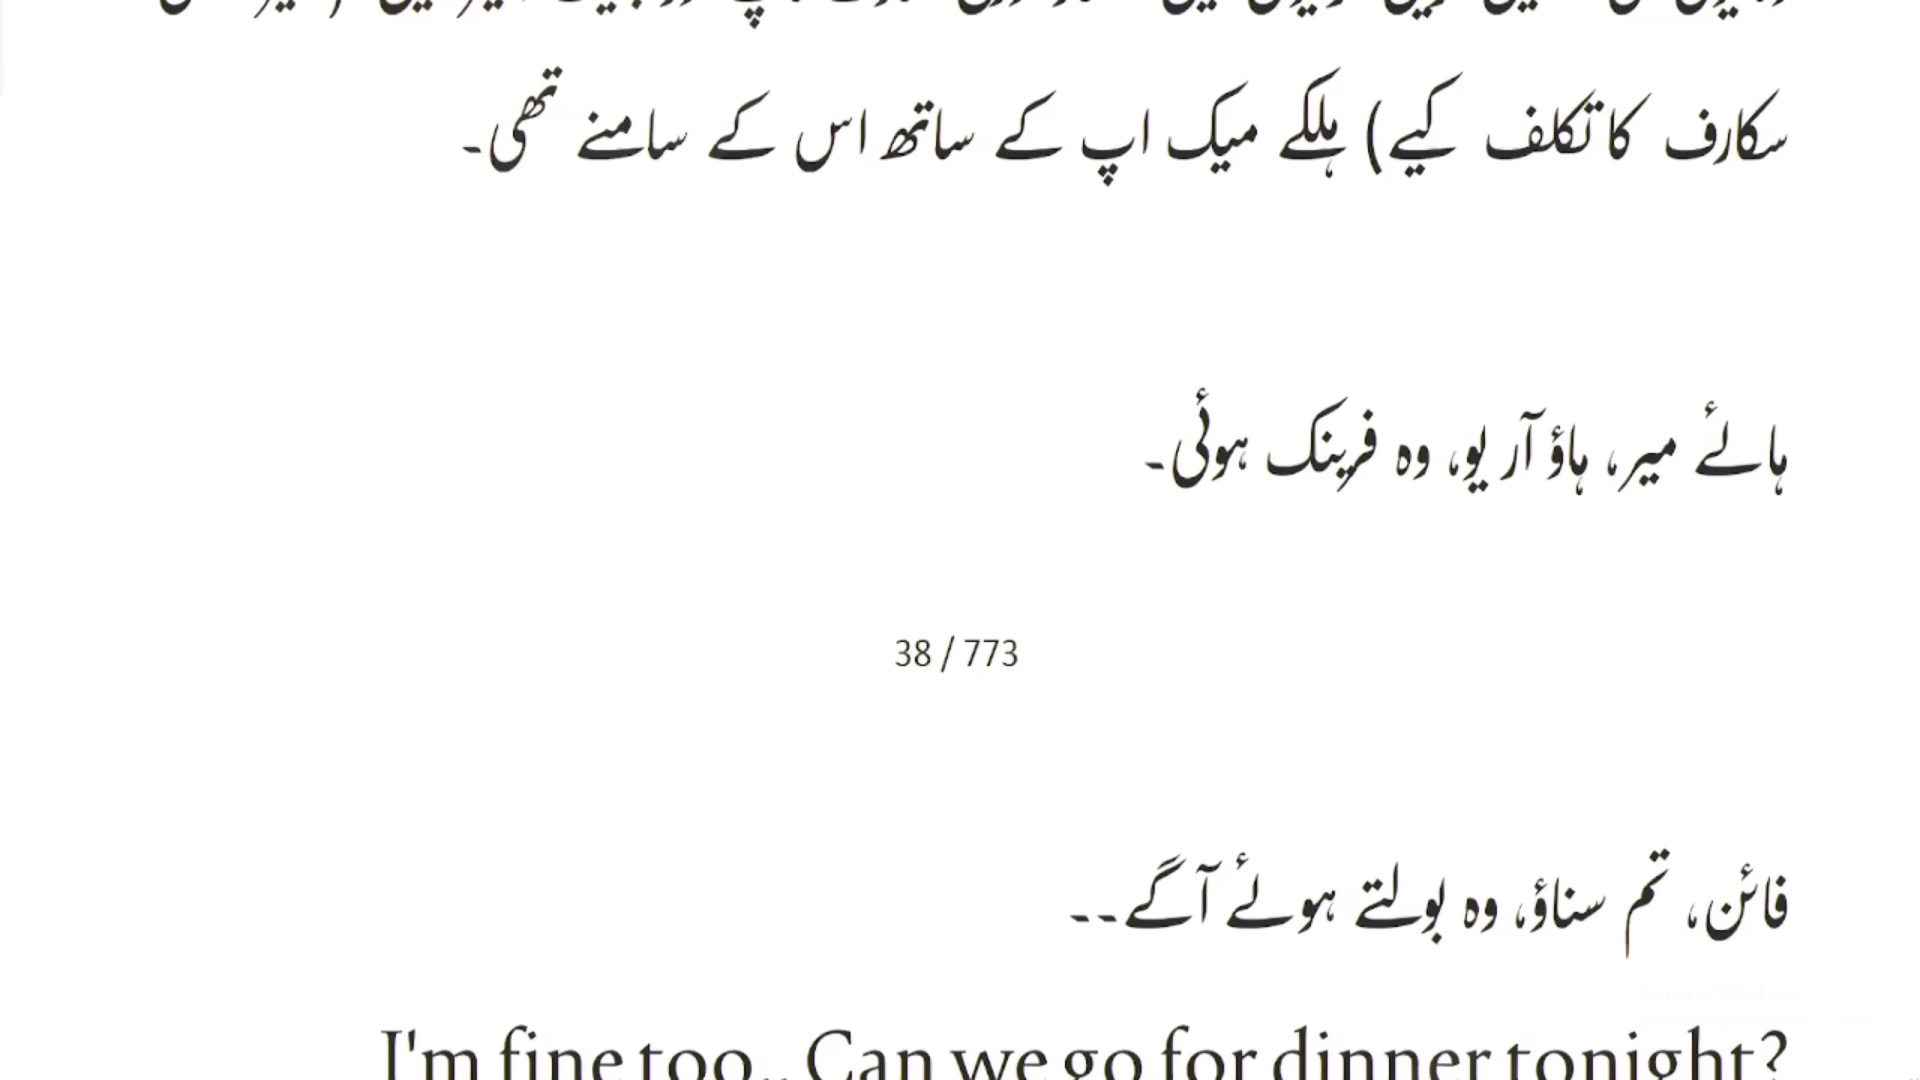 سکارف کا تکلف کیے) ہلکے میک اپ کے ساتھ اس کے سامنے تھی۔
ہائے میر، ہاؤ آر یو، وہ فرینک ہوئی۔
38 / 773
فائن، تم سناؤ، وہ بولتے ہوئے آگے۔۔
I'm fine too.. Can we go for dinner tonight?